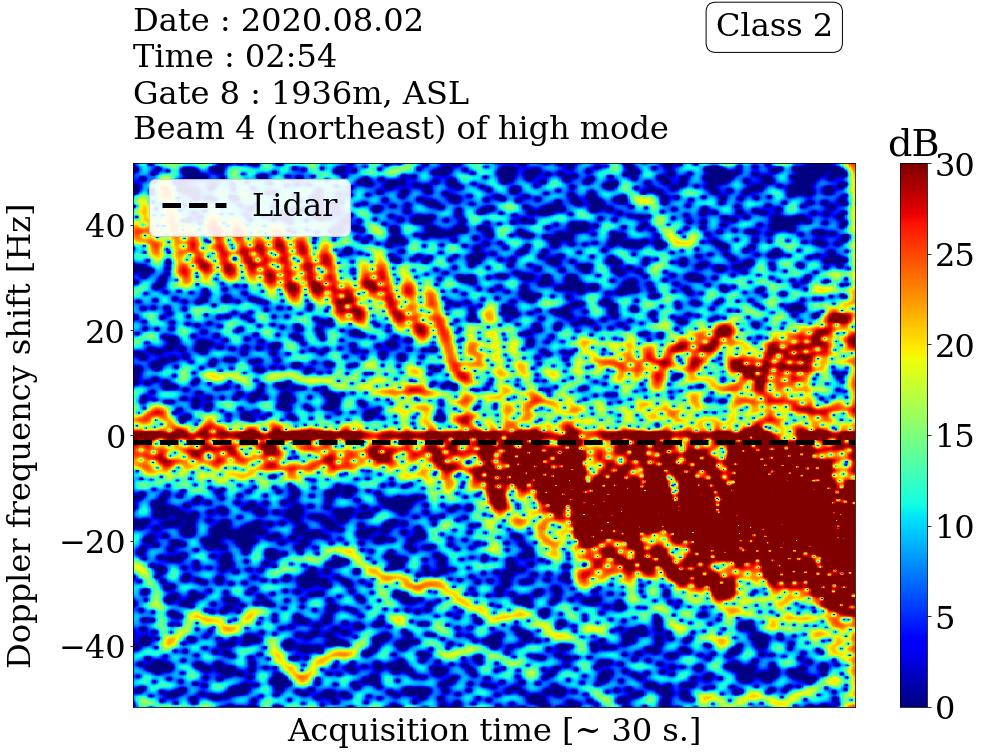 Date : 2020.08.02
Time : 02:54
Gate 8 : 1936m, ASL
Beam 4 (northeast) of high mode
Class 2
dB
Lidar
Doppler frequency shift [Hz]
40
20
0
−20
−40
30
25
20
15
10
5
0
Acquisition time [~ 30 s.]